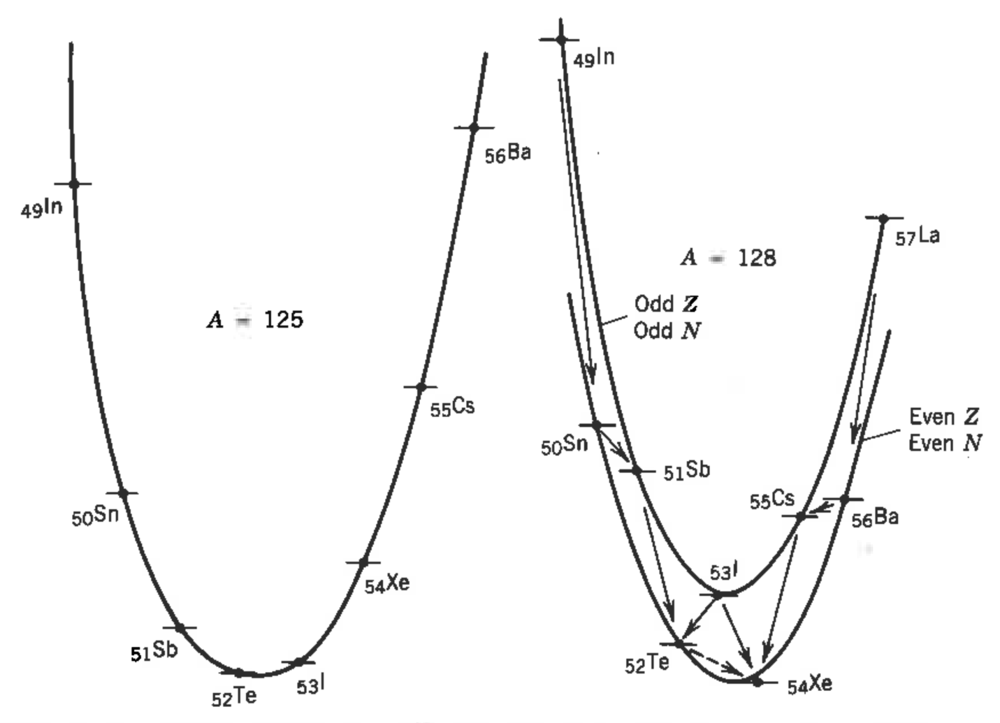 49In
56Ba
A = 125
50Sn
55Cs
54Xe
51Sb
52Te
53I
49In
57La
A = 128
Odd Z
Odd N
Even Z
Even N
50Sn
51Sb
55Cs
56Ba
53I
52Te
54Xe